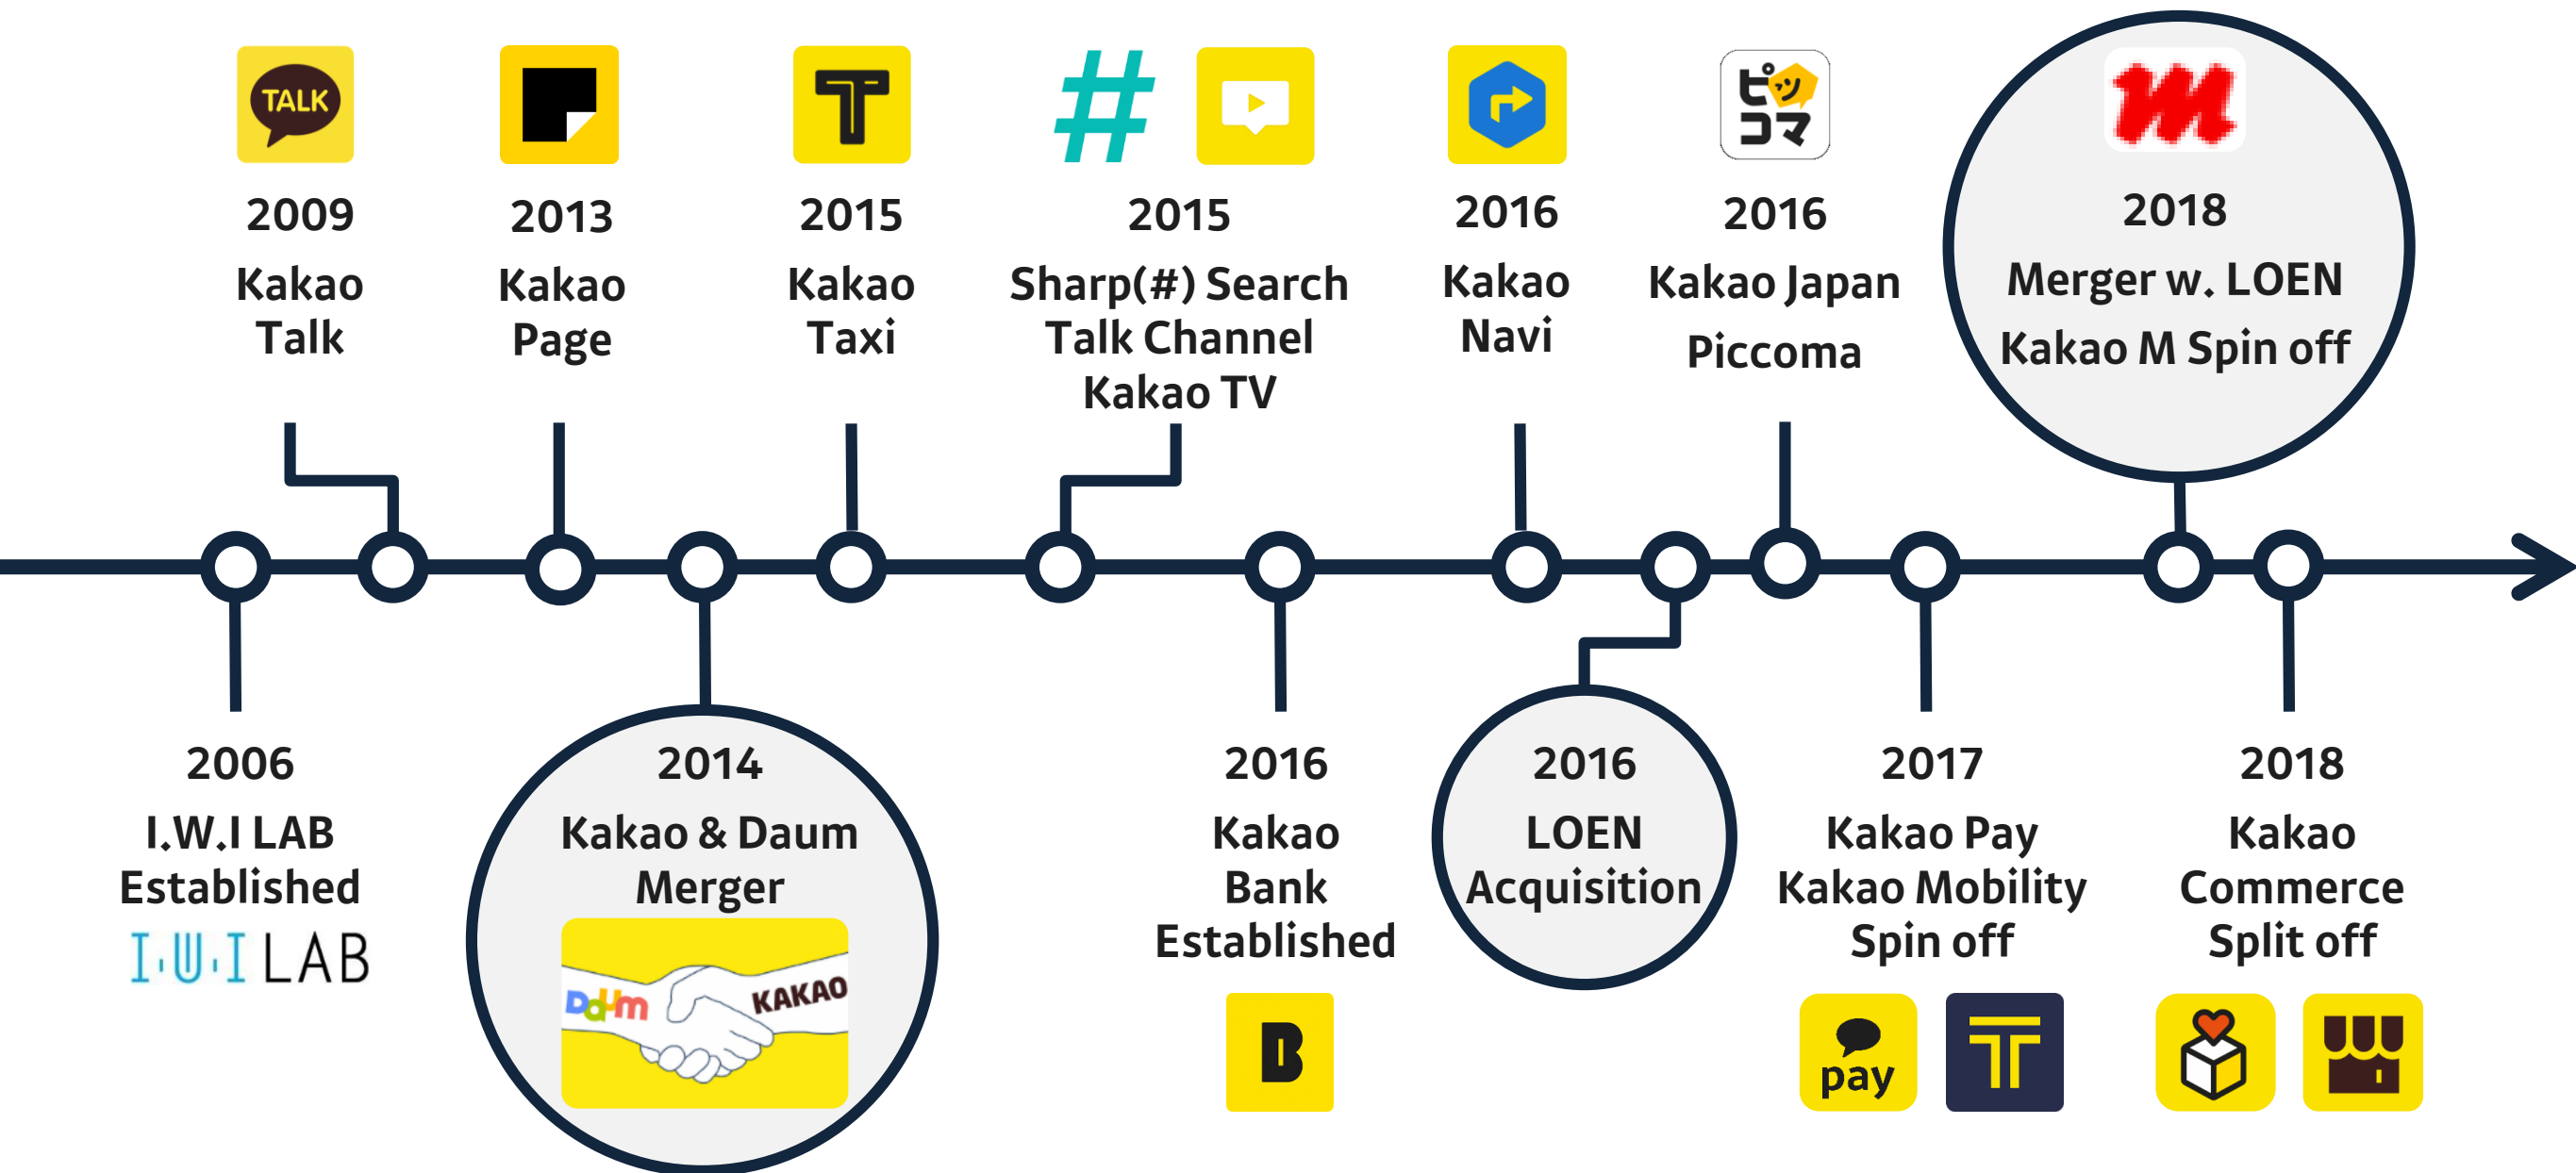 TALK
2009
Kakao
Talk
2013
Kakao
Page
T
2015
Kakao
Taxi
#
2015
Sharp(#) Search
Talk Channel
Kakao TV
2016
Kakao
Navi
ピッ
コマ
2016
Kakao Japan
Piccoma
m
2018
Merger w. LOEN
Kakao M Spin off
2006
I.W.I LAB
Established
I.W.I LAB
2014
Kakao & Daum
Merger
Daum
KAKAO
2016
Kakao
Bank
Established
B
2016
LOEN
Acquisition
2017
Kakao Pay
Kakao Mobility
Spin off
pay
T
2018
Kakao
Commerce
Split off